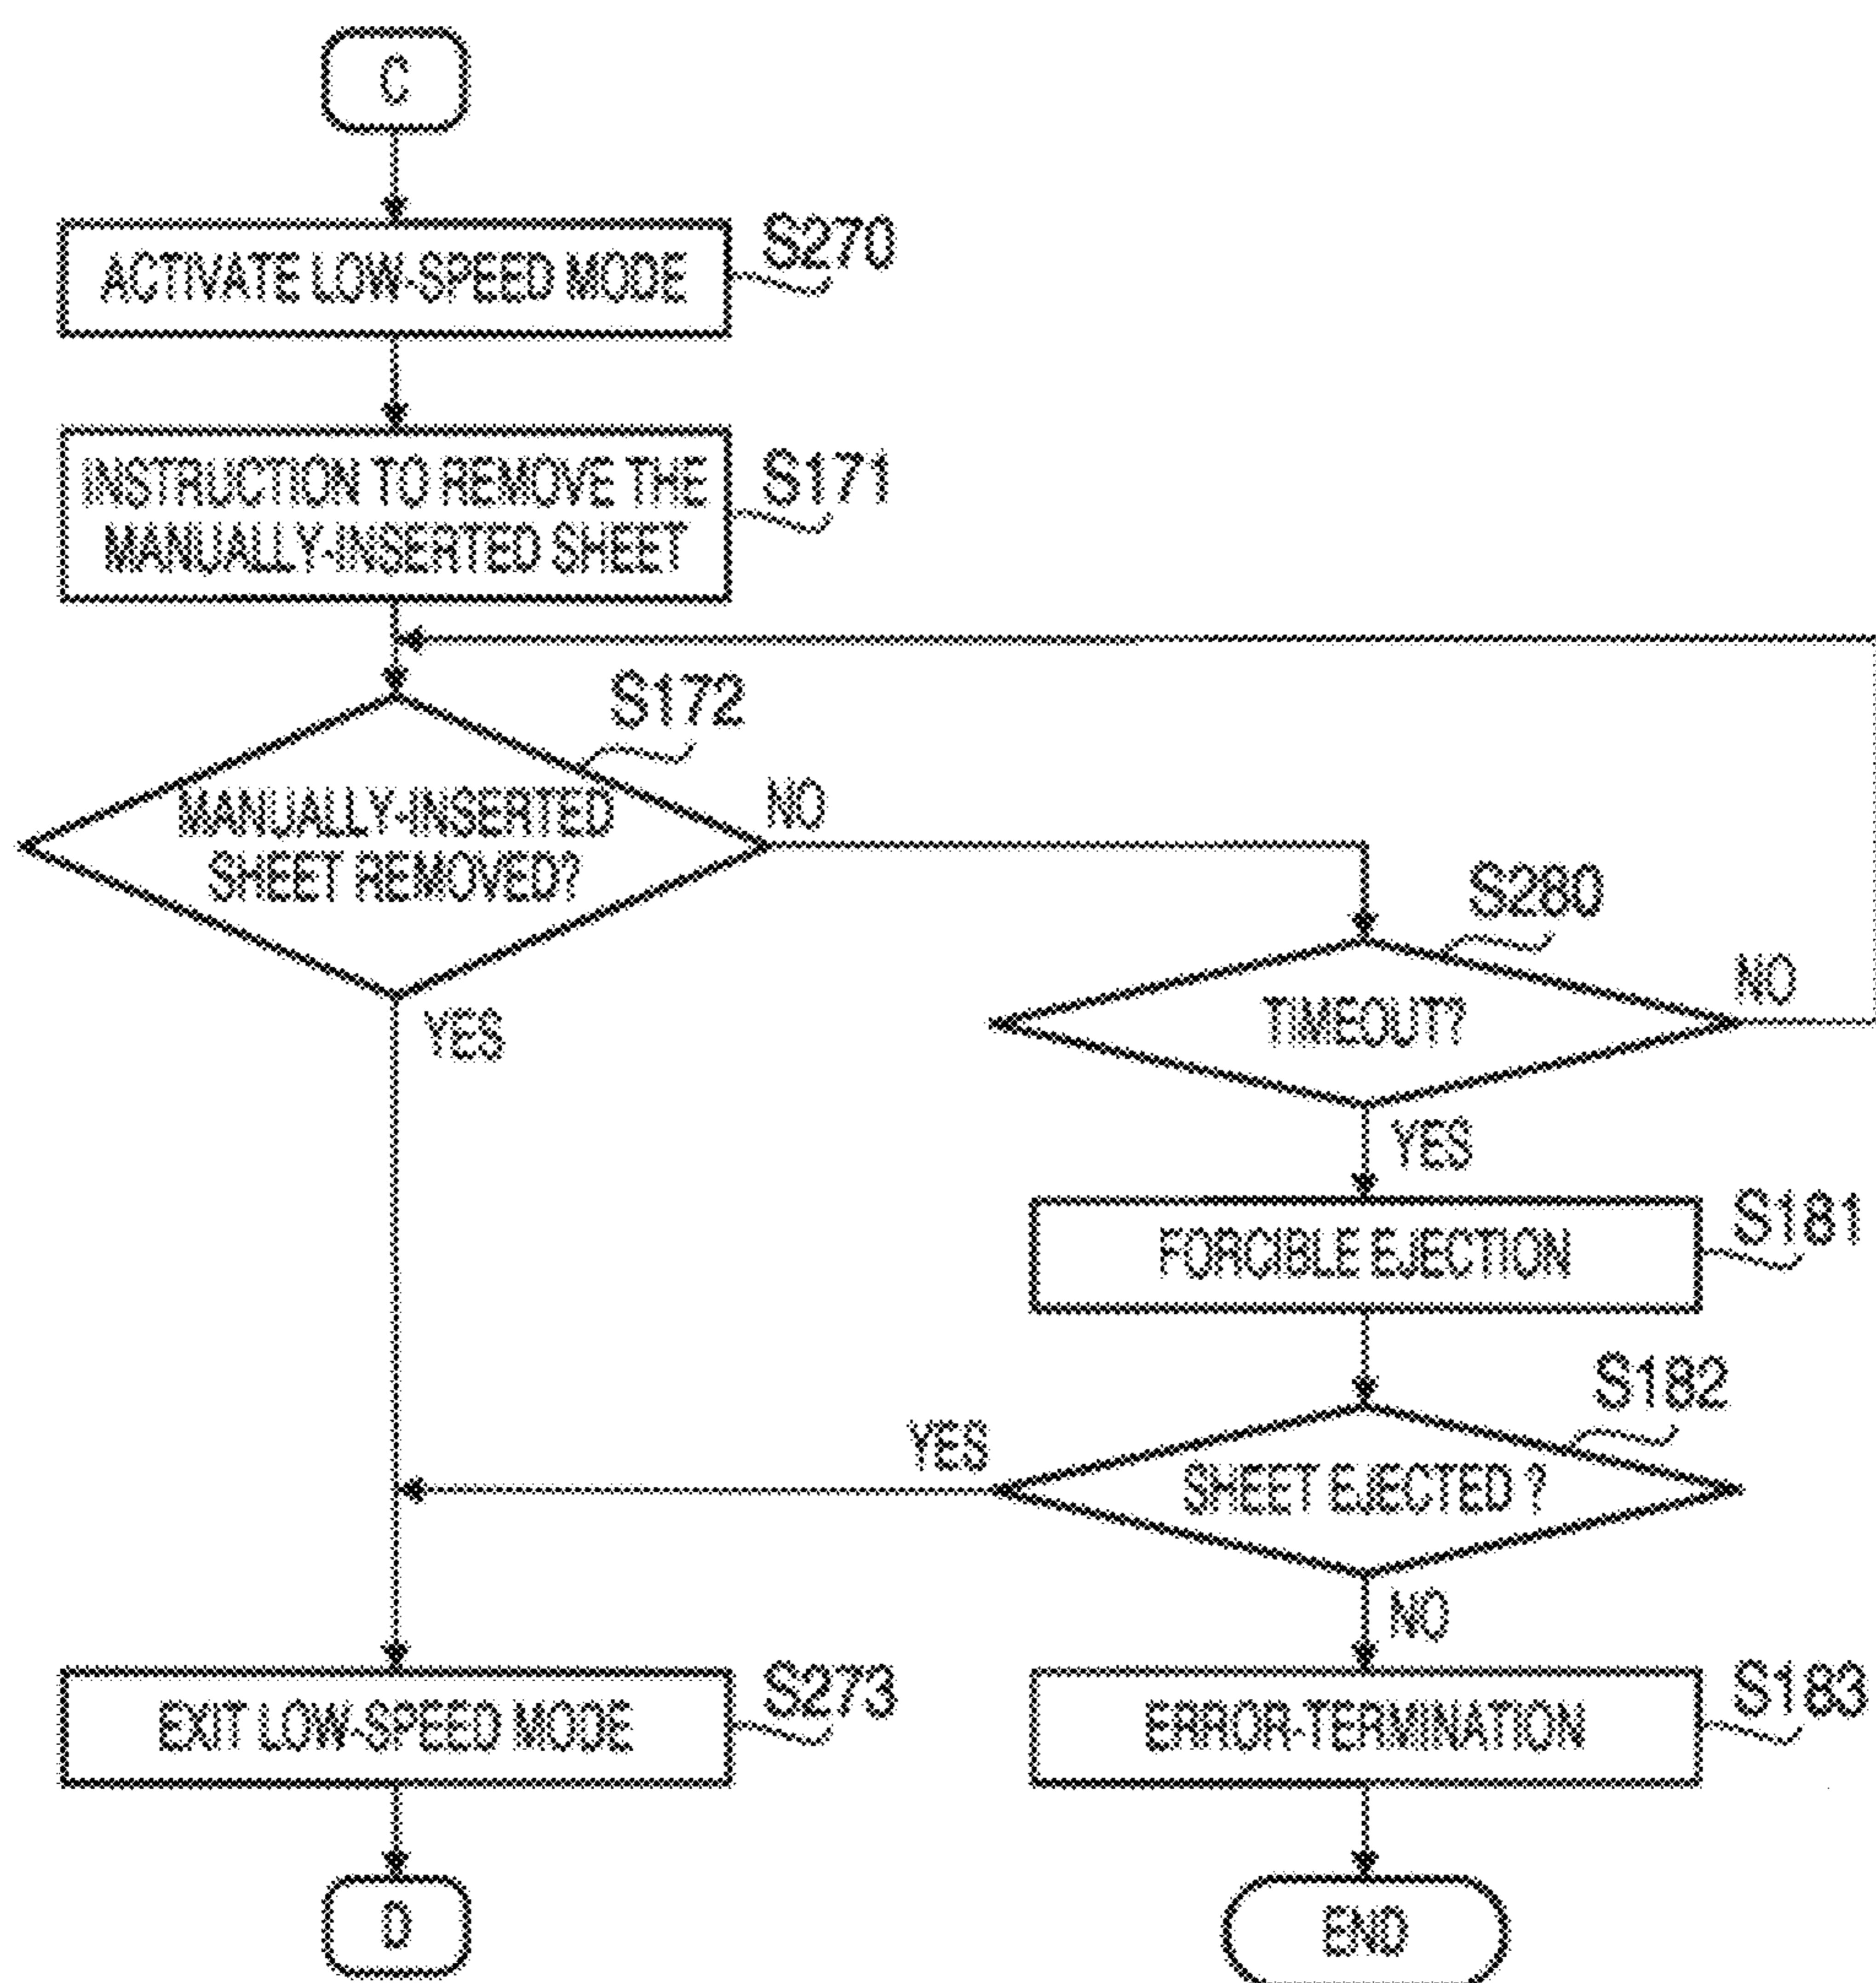 C
ACTIVATE LOW-SPEED MODE
S270
INSTRUCTION TO REMOVE THE
MANUALLY-INSERTED SHEET
S171
S172
MANUALLY-INSERTED
SHEET REMOVED?
NO
YES
S280
TIMEOUT?
NO
YES
FORCIBLE EJECTION
S181
S182
SHEET EJECTED ?
YES
NO
EXIT LOW-SPEED MODE
S273
ERROR-TERMINATION
S183
D
END